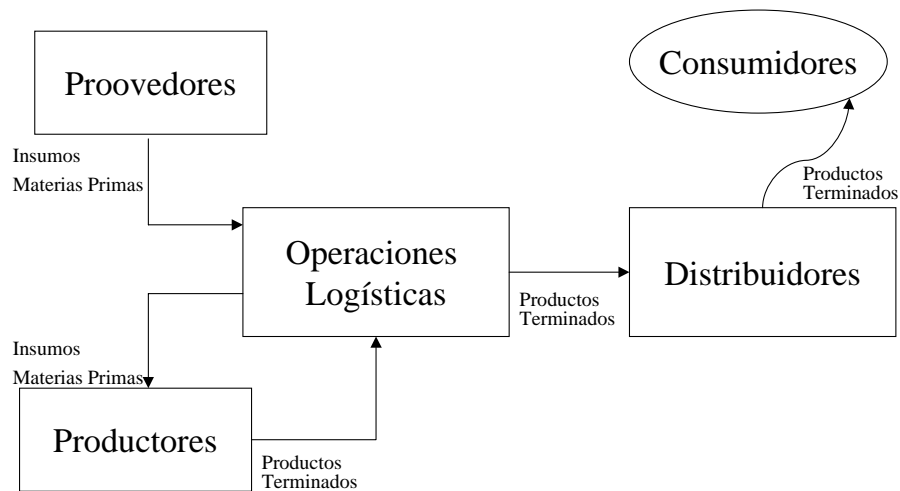 Proovedores
Consumidores
Insumos
Materias Primas
Productos
Terminados
Operaciones
Logísticas
Distribuidores
Productos
Terminados
Insumos
Materias Primas
Productores
Productos
Terminados